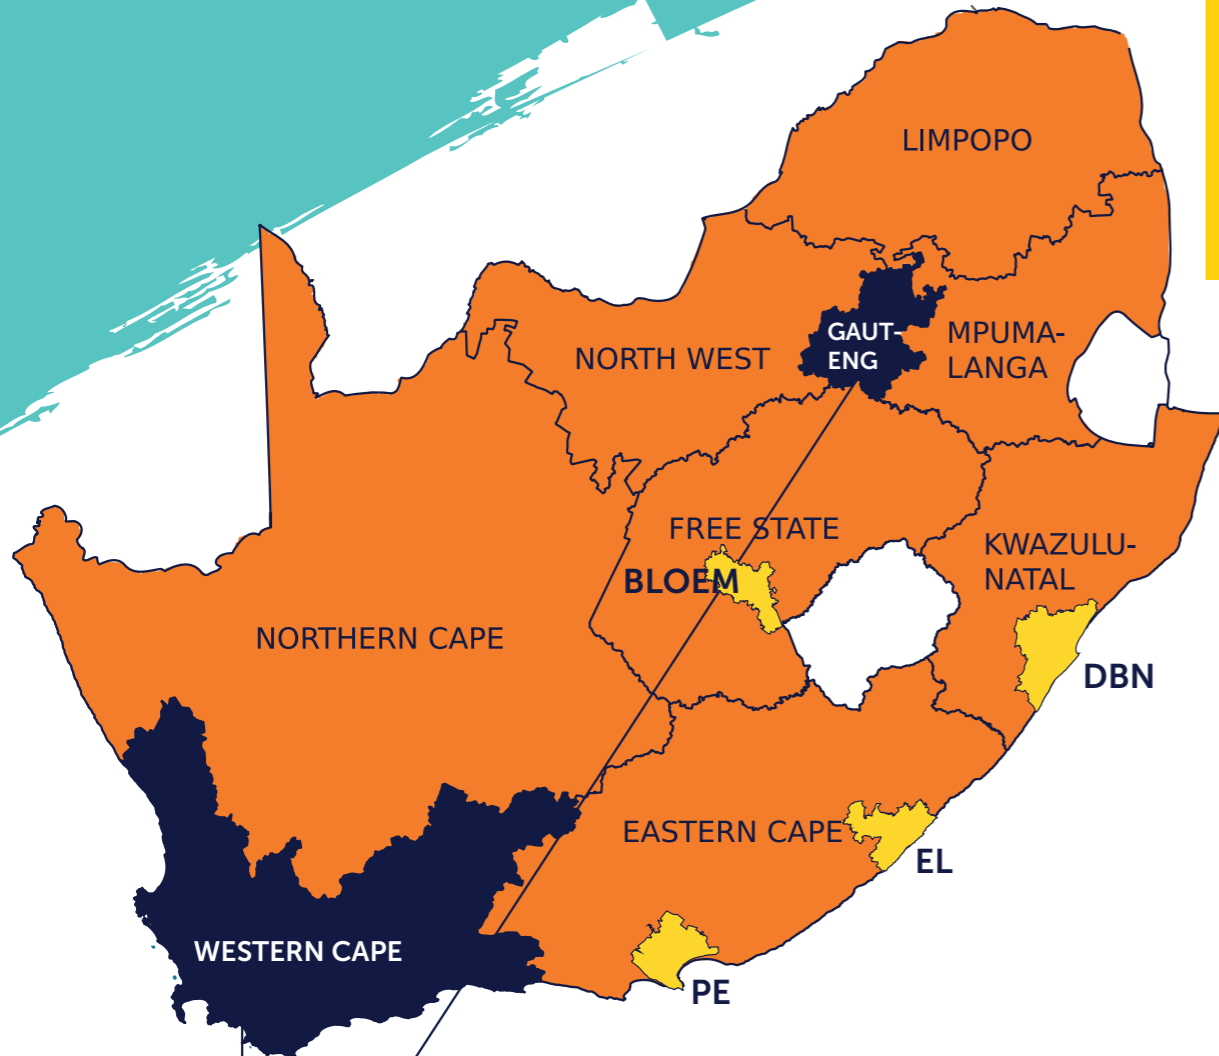 LIMPOPO
GAUT-
ENG
MPUMA-
LANGA
NORTH WEST
FREE STATE
KWAZULU-
NATAL
BLOEM
NORTHERN CAPE
DBN
EASTERN CAPE
EL
WESTERN CAPE
PE